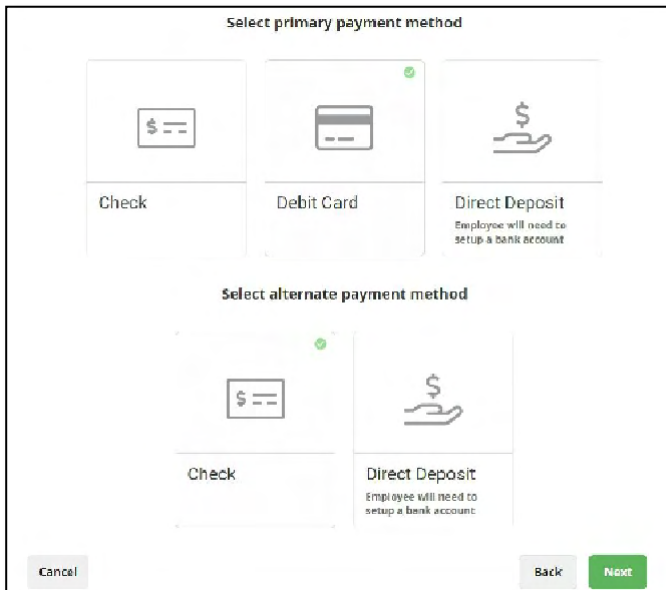 Select primary payment method
Check
Debit Card
Direct Deposit
Employee will need to
setup a bank account
Select alternate payment method
Check
Direct Deposit
Employee will need to
setup a bank account
Cancel
Back
Next